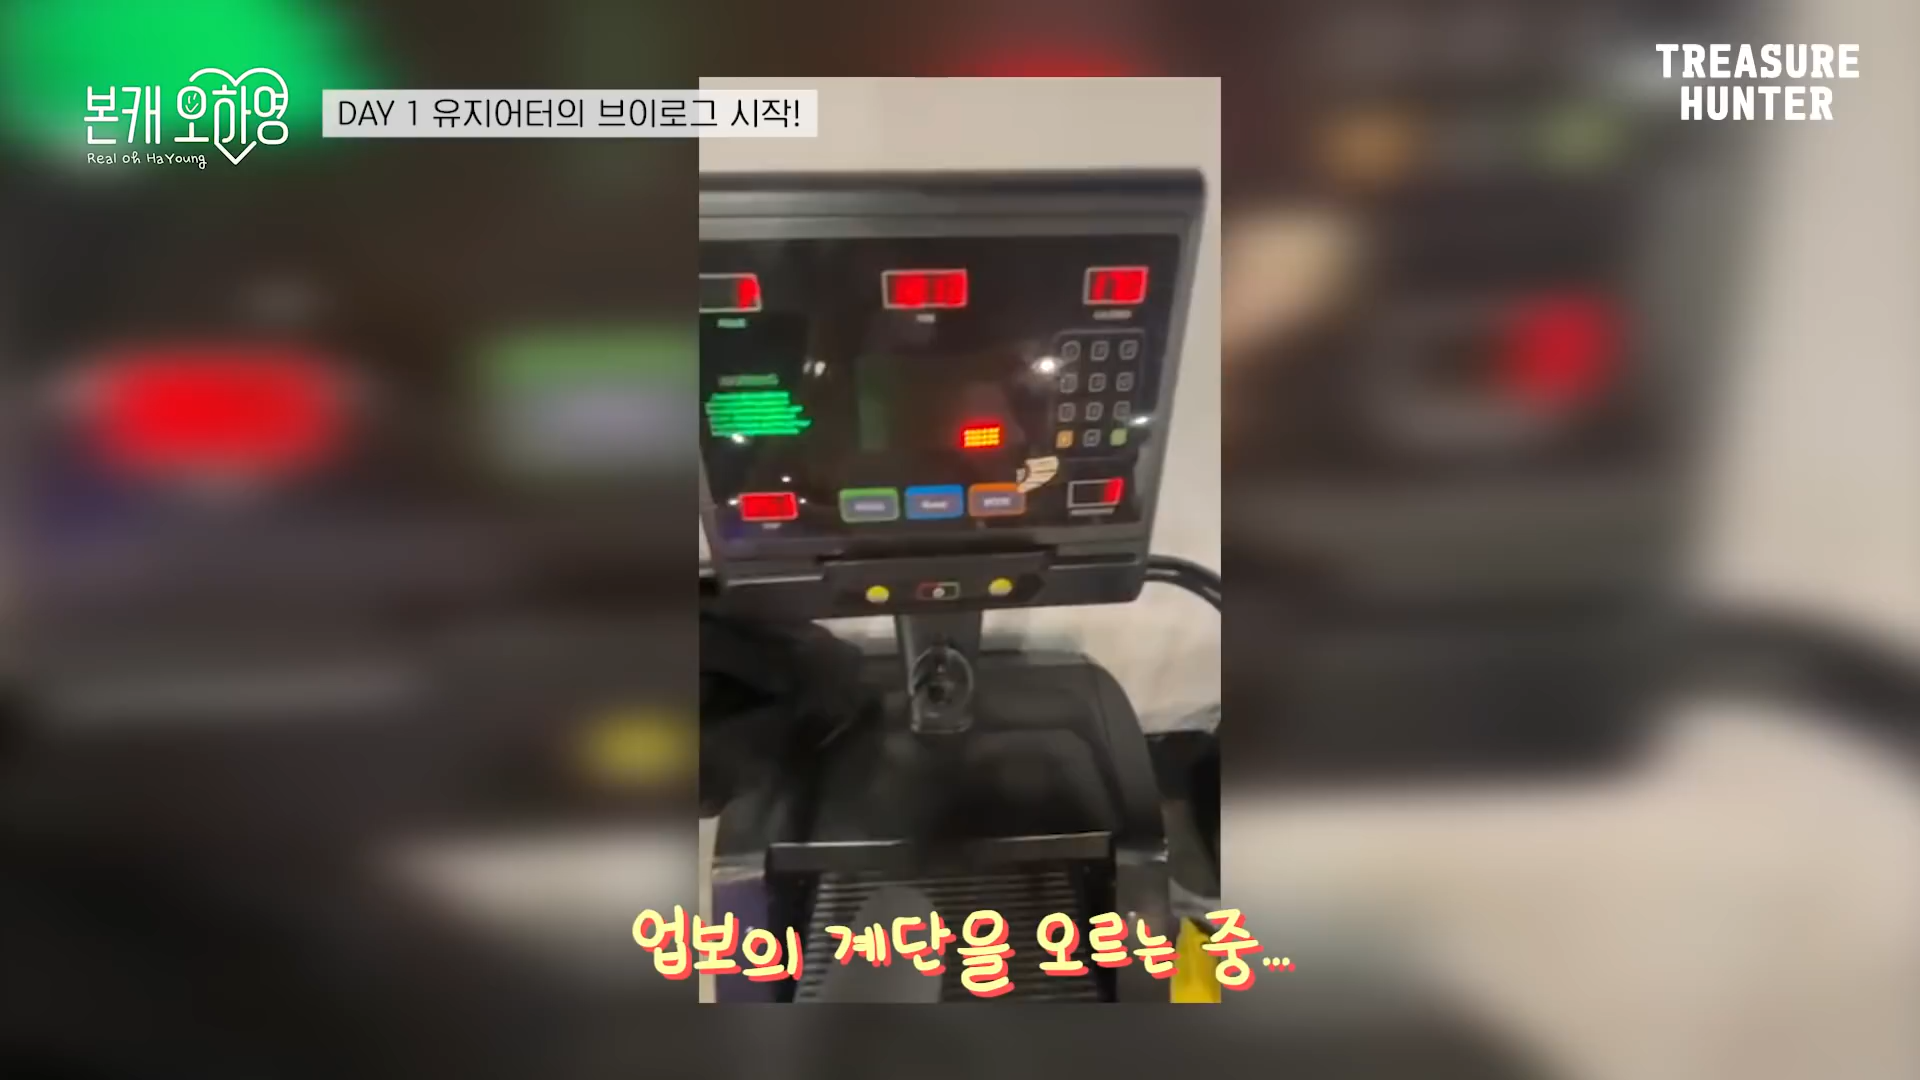 본캐 오하영
Real oh HaYoung
DAY 1 유지어터의 브이로그 시작!
TREASURE
HUNTER
업보의 계단을 오르는 중...